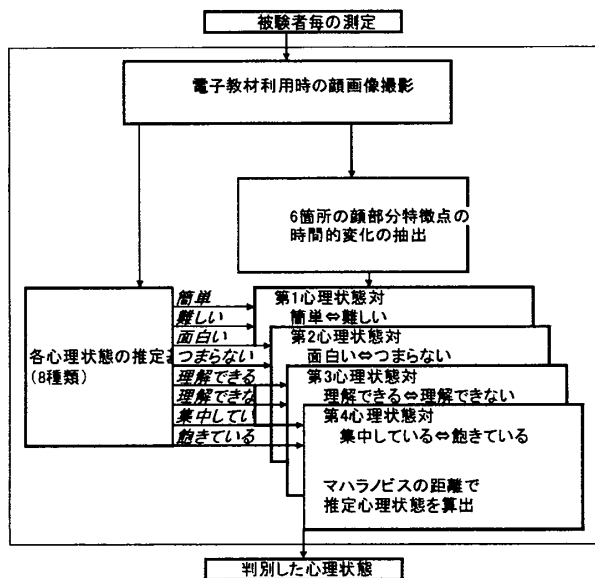 被験者毎の測定
電子教材利用時の顔画像撮影
6箇所の顔部分特徴点の
時間的変化の抽出
各心理状態の推定
(8種類)
簡単
難しい
面白い
つまらない
理解できる
理解できな
集中してい
飽きている
第1心理状態対
簡単⇔難しい
第2心理状態対
面白い⇔つまらない
第3心理状態対
理解できる⇔理解できない
第4心理状態対
集中している⇔飽きている
マハラノビスの距離で
推定心理状態を算出
判別した心理状態